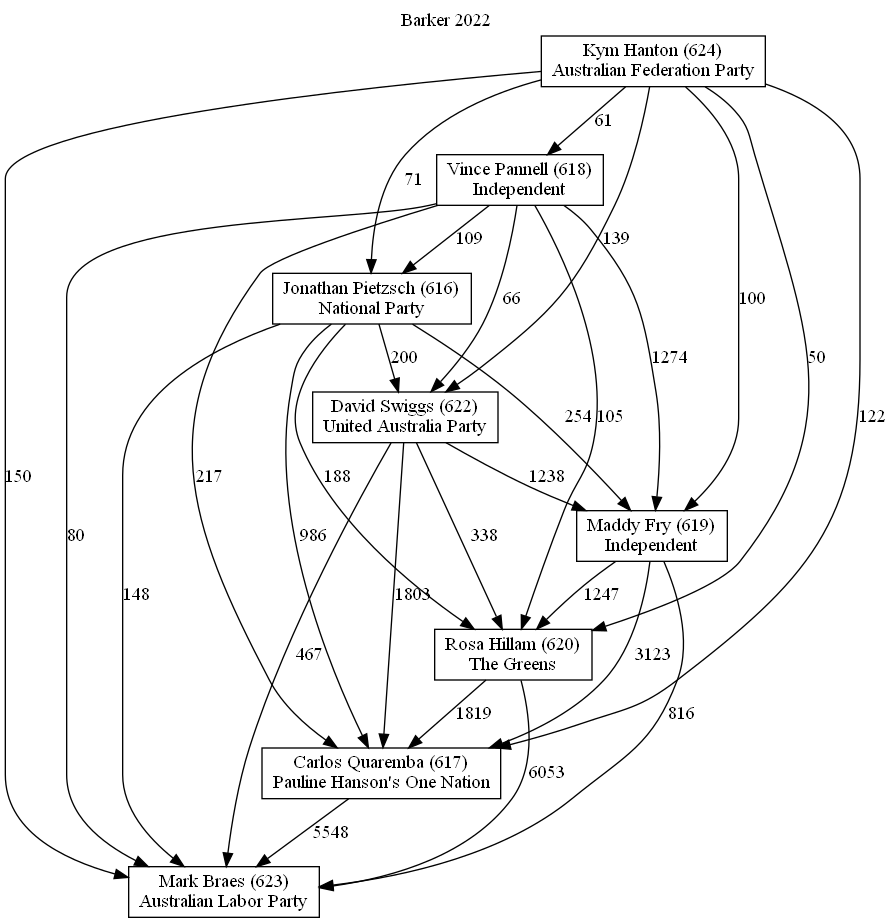 Barker 2022
Kym Hanton (624)
Australian Federation Party
61
Vince Pannell (618)
Independent
71
109
139
Jonathan Pietzsch (616)
National Party
66
100
200
1274
50
David Swiggs (622)
United Australia Party
254
105
122
150
217
188
1238
Maddy Fry (619)
Independent
80
986
338
148
1803
1247
Rosa Hillam (620)
The Greens
467
3123
1819
816
Carlos Quaremba (617)
Pauline Hanson's One Nation
6053
5548
Mark Braes (623)
Australian Labor Party